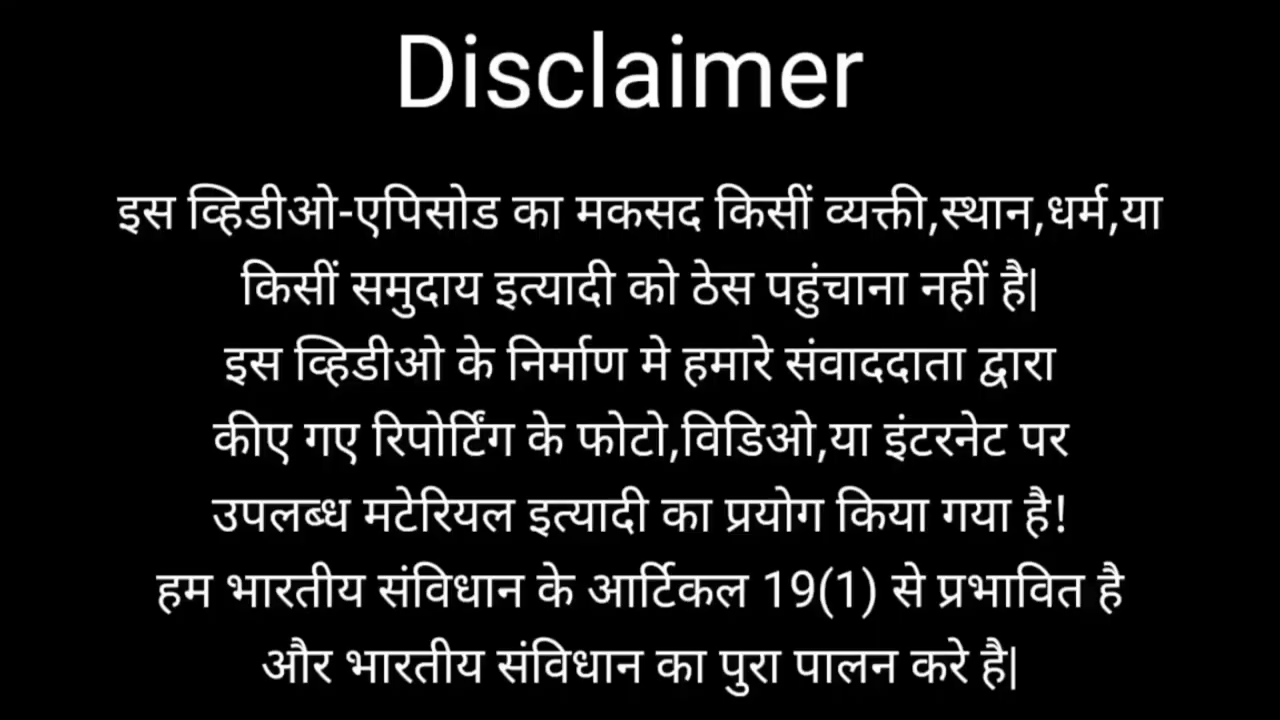 Disclaimer
इस व्हिडीओ-एपिसोड का मकसद किसीं व्यक्ती,स्थान,धर्म,या
किसीं समुदाय इत्यादी को ठेस पहुंचाना नहीं है|
इस व्हिडीओ के निर्माण मे हमारे संवाददाता द्वारा
कीए गए रिपोर्टिंग के फोटो,विडिओ,या इंटरनेट पर
उपलब्ध मटेरियल इत्यादी का प्रयोग किया गया है!
हम भारतीय संविधान के आर्टिकल 19(1) से प्रभावित है
और भारतीय संविधान का पुरा पालन करे है|